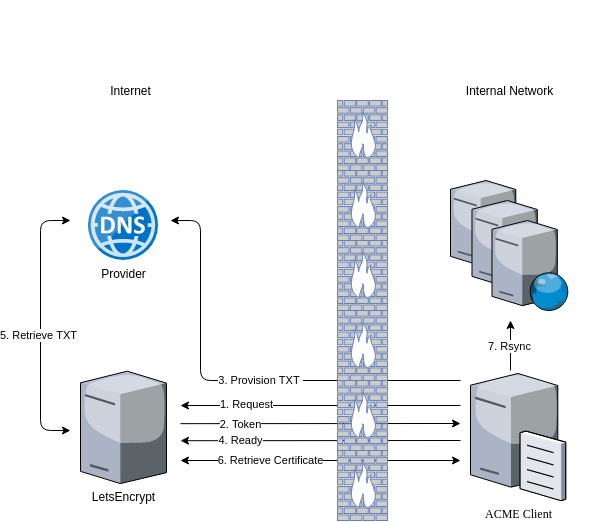 Internet
Internal Network
DNS
Provider
5. Retrieve TXT
7. Rsync
3. Provision TXT
1. Request
2. Token
4. Ready
6. Retrieve Certificate
LetsEncrypt
ACME Client